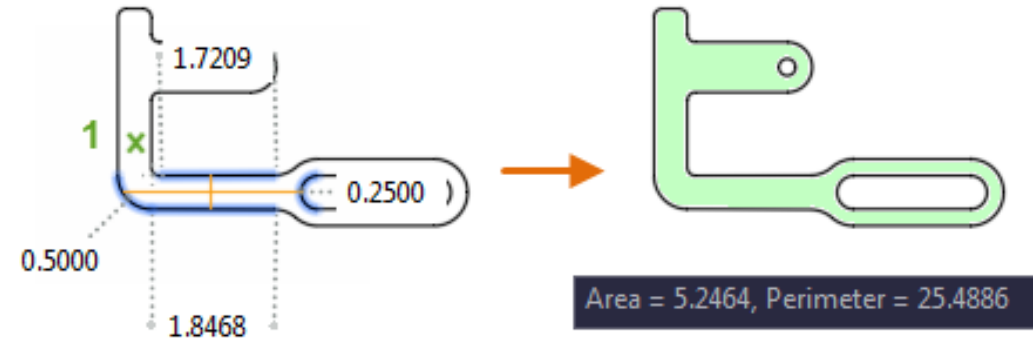 1.7209
1 x
0.2500
0.5000
1.8468
Area = 5.2464, Perimeter = 25.4886